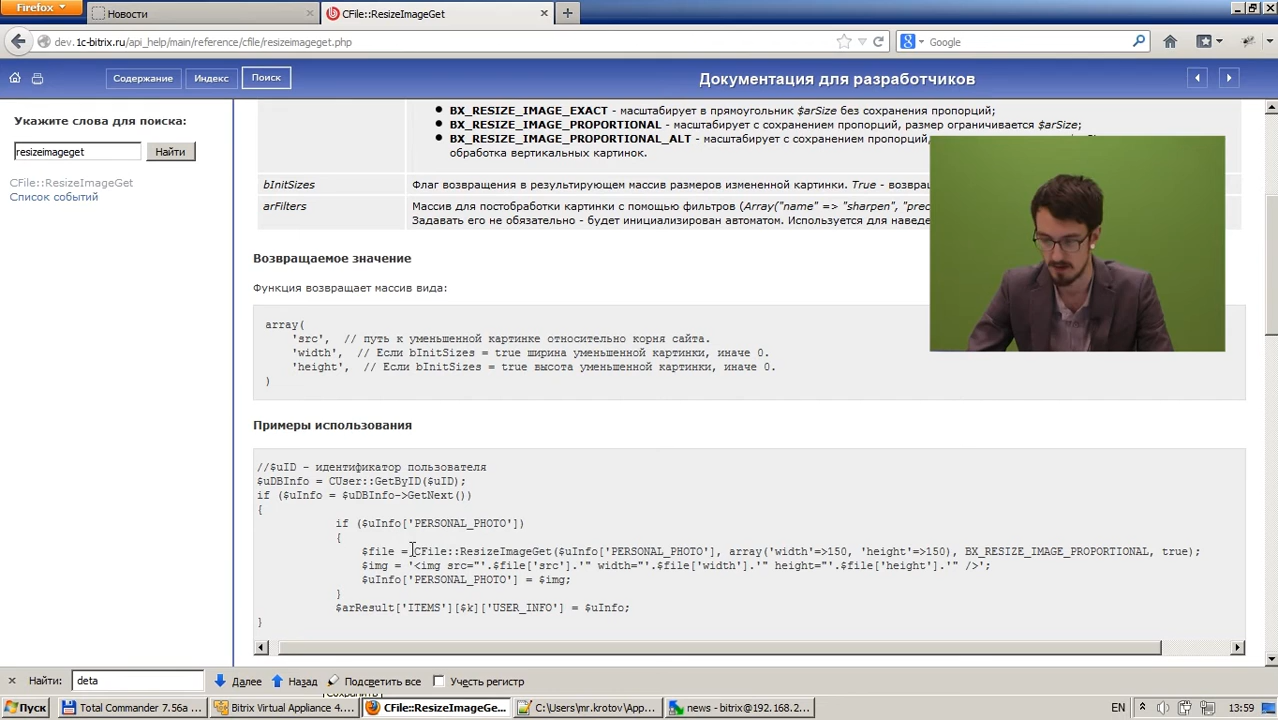 Firefox
Новости
CFile::ResizeImageGet
dev.1c-bitrix.ru/api_help/main/reference/cfile/resizeimageget.php
Google
Содержание
Индекс
Поиск
Документация для разработчиков
Укажите слова для поиска:
resizeimageget
Найти
CFile::ResizeImageGet
Список событий
BX_RESIZE_IMAGE_EXACT - масштабирует в прямоугольник $arSize без сохранения пропорций;
BX_RESIZE_IMAGE_PROPORTIONAL - масштабирует с сохранением пропорций, размер ограничивается $arSize;
BX_RESIZE_IMAGE_PROPORTIONAL_ALT - масштабирует с сохранением пропорций,
обработка вертикальных картинок.
bInitSizes Флаг возвращения в результирующем массив размеров измененной картинки. True -
arFilters Массив для постобработки картинки с помощью фильтров (Array("name" => "sharpen",
Задавать его не обязательно - будет инициализирован автоматом. Используется для
Возвращаемое значение
Функция возвращает массив вида:
array(
'src', // путь к уменьшенной картинке относительно корня сайта.
'width', // Если bInitSizes = true ширина уменьшенной картинки, иначе 0.
'height', // Если bInitSizes = true высота уменьшенной картинки, иначе 0.
)
Примеры использования
//$uID - идентификатор пользователя
$uDBInfo = CUser::GetByID($uID);
if ($uInfo = $uDBInfo->GetNext())
{
if ($uInfo['PERSONAL_PHOTO'])
{
$file = CFile::ResizeImageGet($uInfo['PERSONAL_PHOTO'], array('width'=>150, 'height'=>150), BX_RESIZE_IMAGE_PROPORTIONAL, true);
$img = '<img src="'.$file['src'].'" width="'.$file['width'].'" height="'.$file['height'].'" />';
$uInfo['PERSONAL_PHOTO'] = $img;
}
$arResult['ITEMS'][$k]['USER_INFO'] = $uInfo;
}
Найти:
deta
Далее
Назад
Подсветить все
Учесть регистр
Пуск
Total Commander 7.56a ...
Bitrix Virtual Appliance 4....
CFile::ResizeImageGe...
C:\Users\mr.krotov\App...
news - bitrix@192.168.2...
EN
13:59